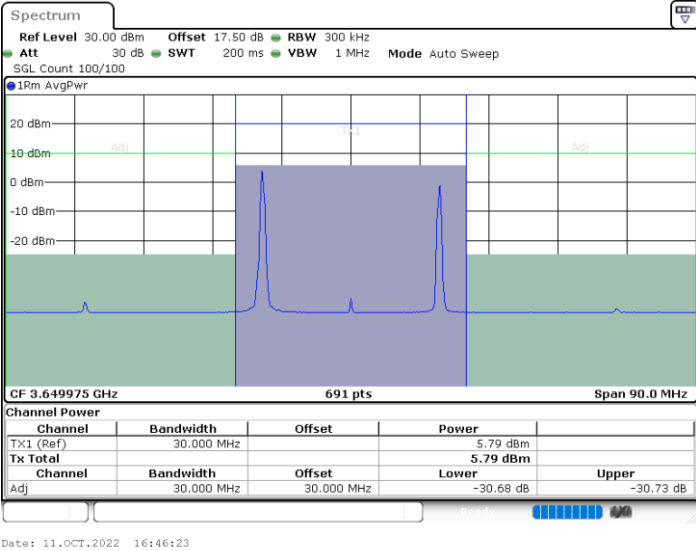 Spectrum
Ref Level 30.00 dBm Offset 17.50 dB RBW 300 kHz
Att 30 dB SWT 200 ms VBW 1 MHz Mode Auto Sweep
SGL Count 100/100
1Rm AvgPwr
20 dBm
TX1
Adj Adj
10 dBm
0 dBm
-10 dBm
-20 dBm
CF 3.649975 GHz 691 pts Span 90.0 MHz
Channel Power
Channel Bandwidth Offset Power
TX1 (Ref) 30.000 MHz 5.79 dBm
Tx Total 5.79 dBm
Channel Bandwidth Offset Lower Upper
Adj 30.000 MHz 30.000 MHz -30.68 dB -30.73 dB
Ready
Date: 11.OCT.2022 16:46:23